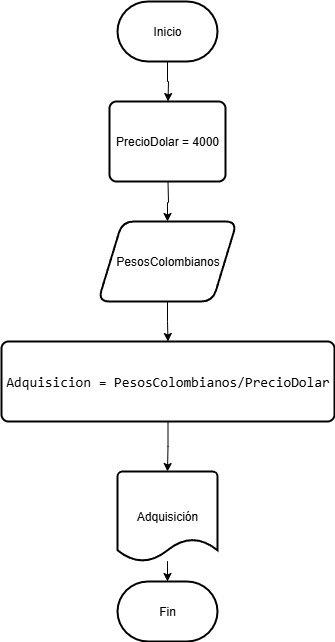 Inicio
PrecioDolar = 4000
PesosColombianos
Adquisicion = PesosColombianos/PrecioDolar
Adquisición
Fin